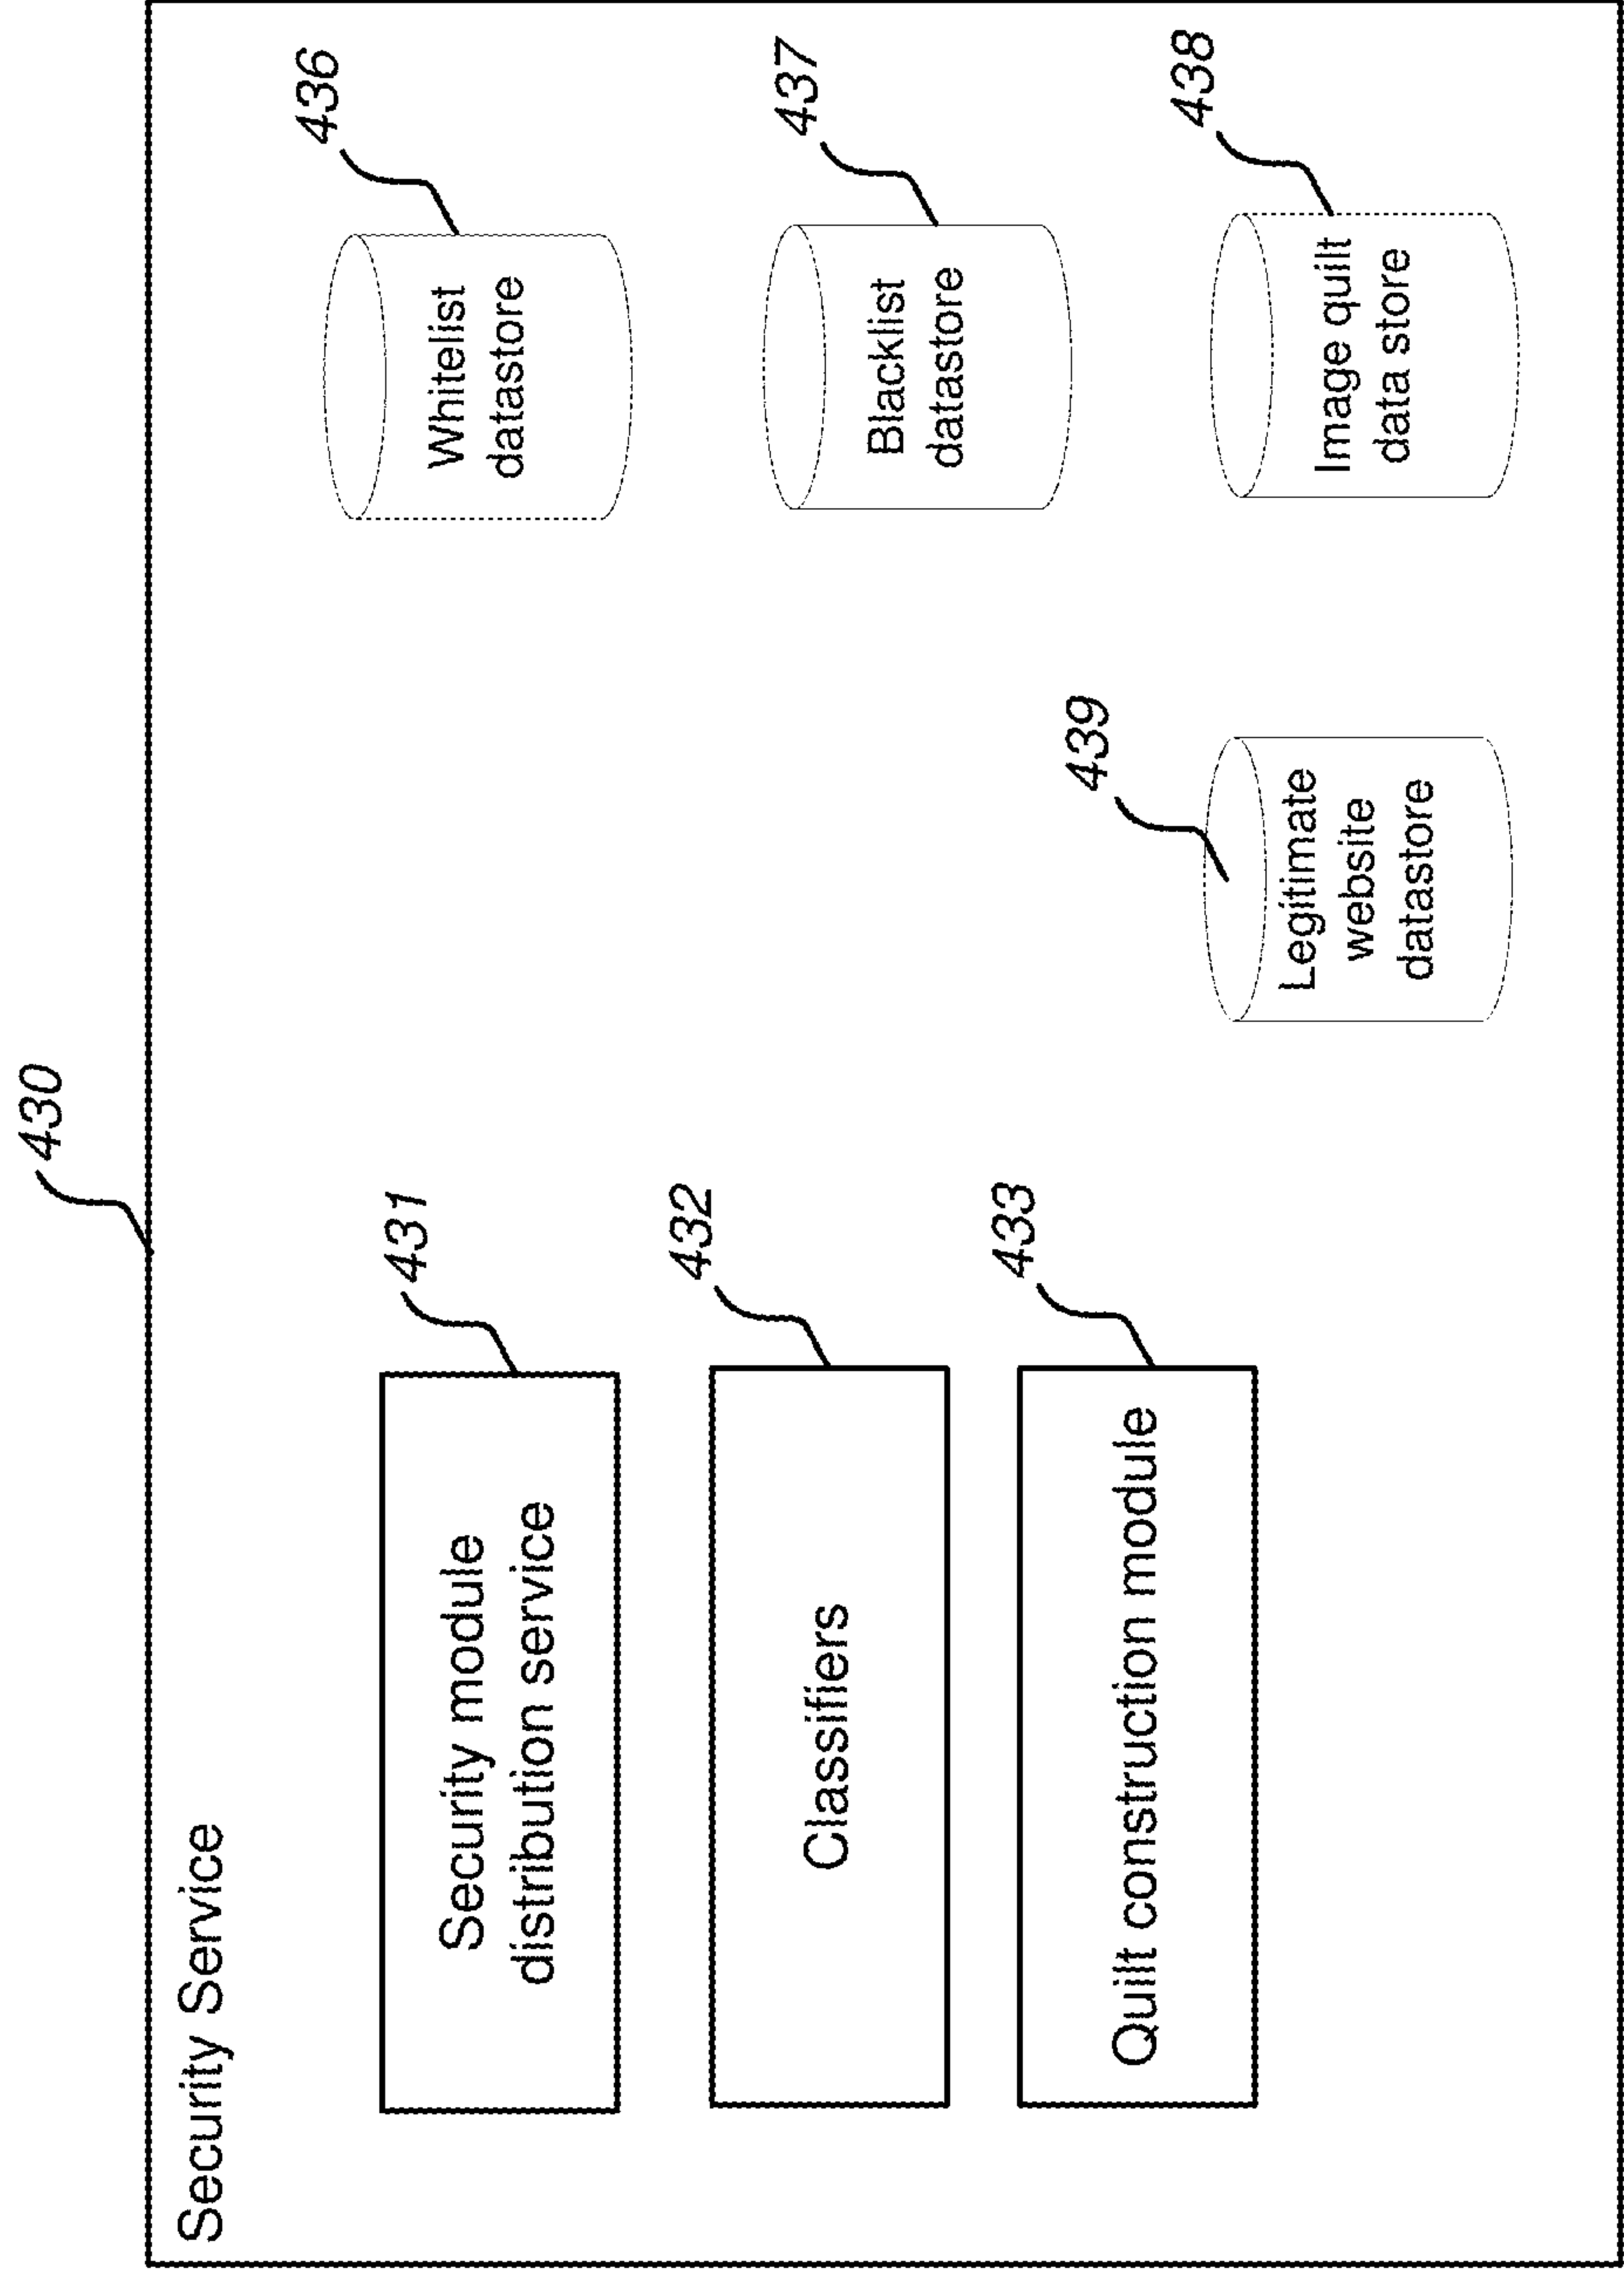 430
Security Service
431
Security module
distribution service
432
Classifiers
433
Quilt construction module
436
Whitelist
datastore
437
Blacklist
datastore
439
Legitimate
website
datastore
438
Image quilt
data store